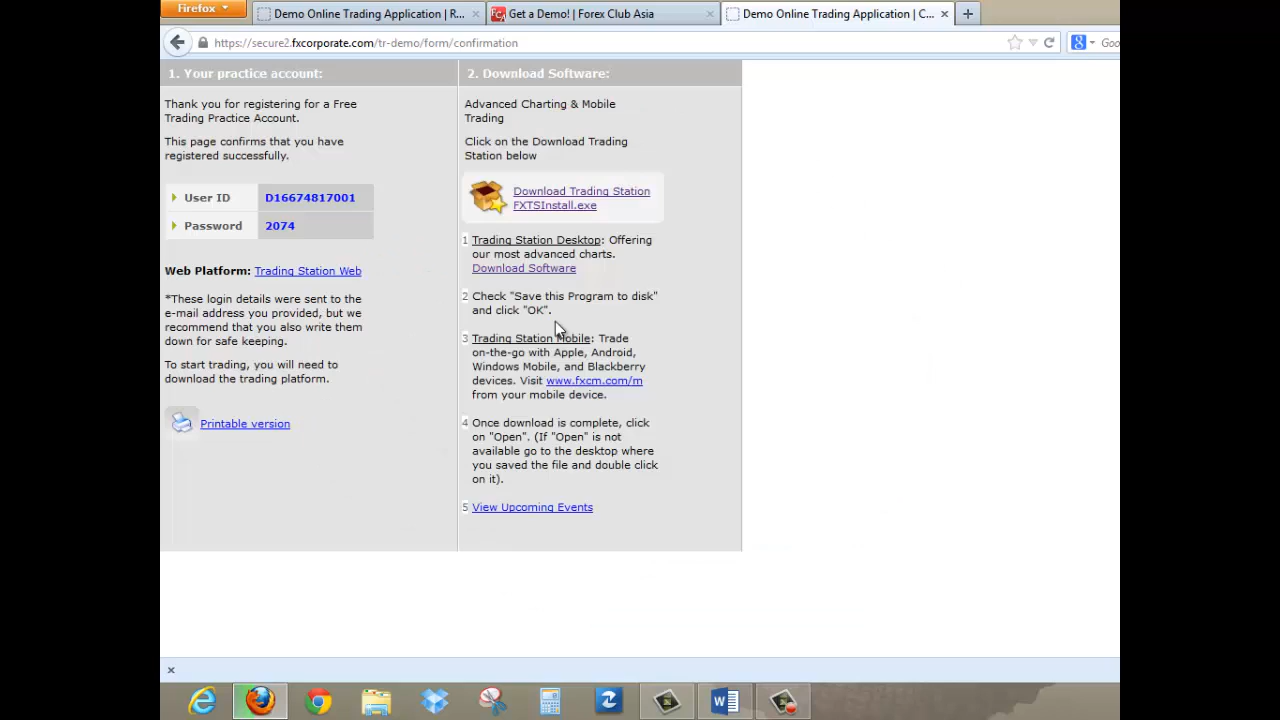 Firefox
Demo Online Trading Application | R...
Get a Demo! | Forex Club Asia
Demo Online Trading Application | C...
https://secure2.fxcorporate.com/tr-demo/form/confirmation
Goo
1. Your practice account:
Thank you for registering for a Free
Trading Practice Account.
This page confirms that you have
registered successfully.
User ID D16674817001
Password 2074
Web Platform: Trading Station Web
*These login details were sent to the
e-mail address you provided, but we
recommend that you also write them
down for safe keeping.
To start trading, you will need to
download the trading platform.
Printable version
2. Download Software:
Advanced Charting & Mobile
Trading
Click on the Download Trading
Station below
Download Trading Station
FXTSInstall.exe
1 Trading Station Desktop: Offering
our most advanced charts.
Download Software
2 Check "Save this Program to disk"
and click "OK".
3 Trading Station Mobile: Trade
on-the-go with Apple, Android,
Windows Mobile, and Blackberry
devices. Visit www.fxcm.com/m
from your mobile device.
4 Once download is complete, click
on "Open". (If "Open" is not
available go to the desktop where
you saved the file and double click
on it).
5 View Upcoming Events